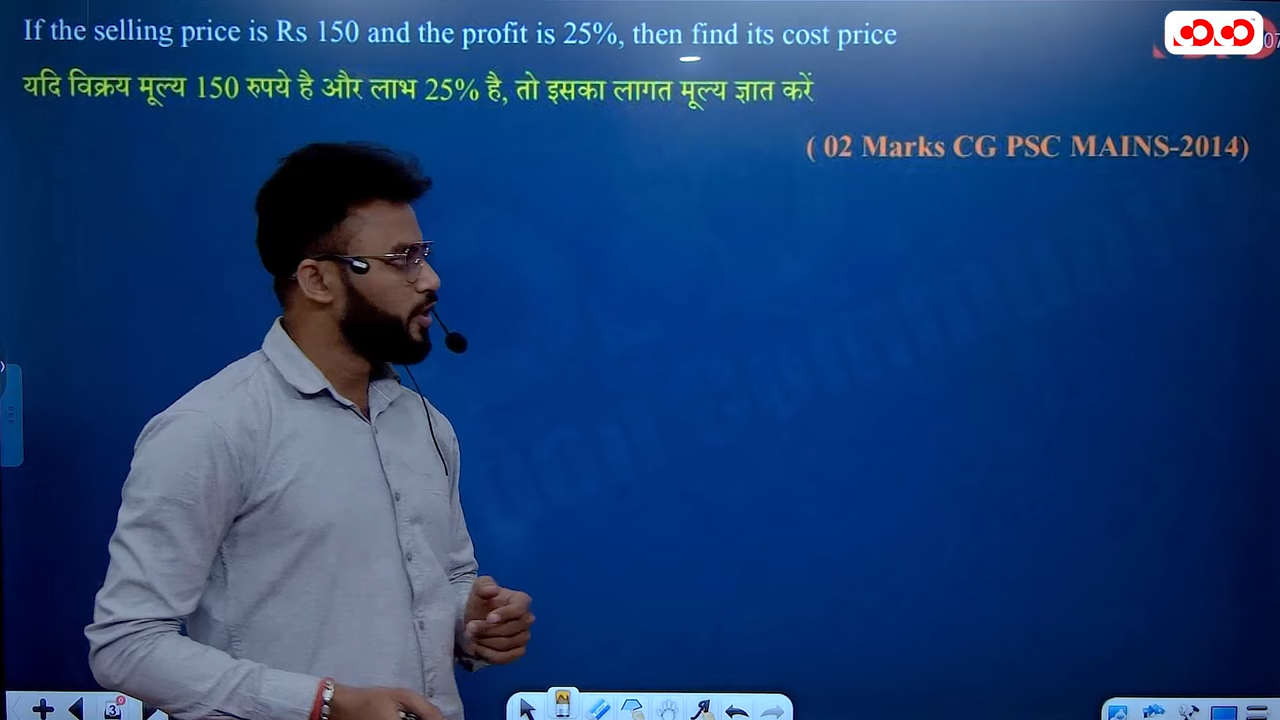 If the selling price is Rs 150 and the profit is 25%, then find its cost price
यदि विक्रय मूल्य 150 रुपये है और लाभ 25% है, तो इसका लागत मूल्य ज्ञात करें
( 02 Marks CG PSC MAINS-2014)